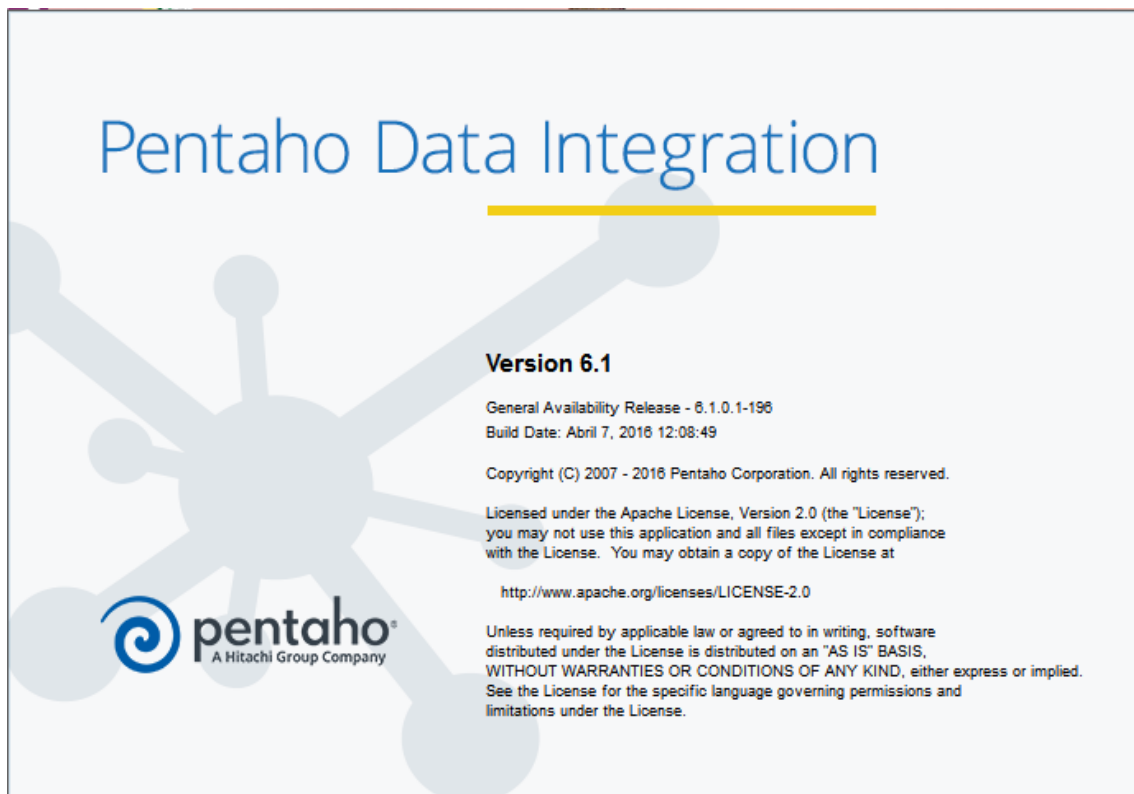 Pentaho Data Integration
Version 6.1
General Availability Release - 6.1.0.1-196
Build Date: Abril 7, 2016 12:08:49
Copyright (C) 2007 - 2016 Pentaho Corporation. All rights reserved.
Licensed under the Apache License, Version 2.0 (the "License");
you may not use this application and all files except in compliance
with the License.  You may obtain a copy of the License at
http://www.apache.org/licenses/LICENSE-2.0
pentaho®
A Hitachi Group Company
Unless required by applicable law or agreed to in writing, software
distributed under the License is distributed on an "AS IS" BASIS,
WITHOUT WARRANTIES OR CONDITIONS OF ANY KIND, either express or implied.
See the License for the specific language governing permissions and
limitations under the License.